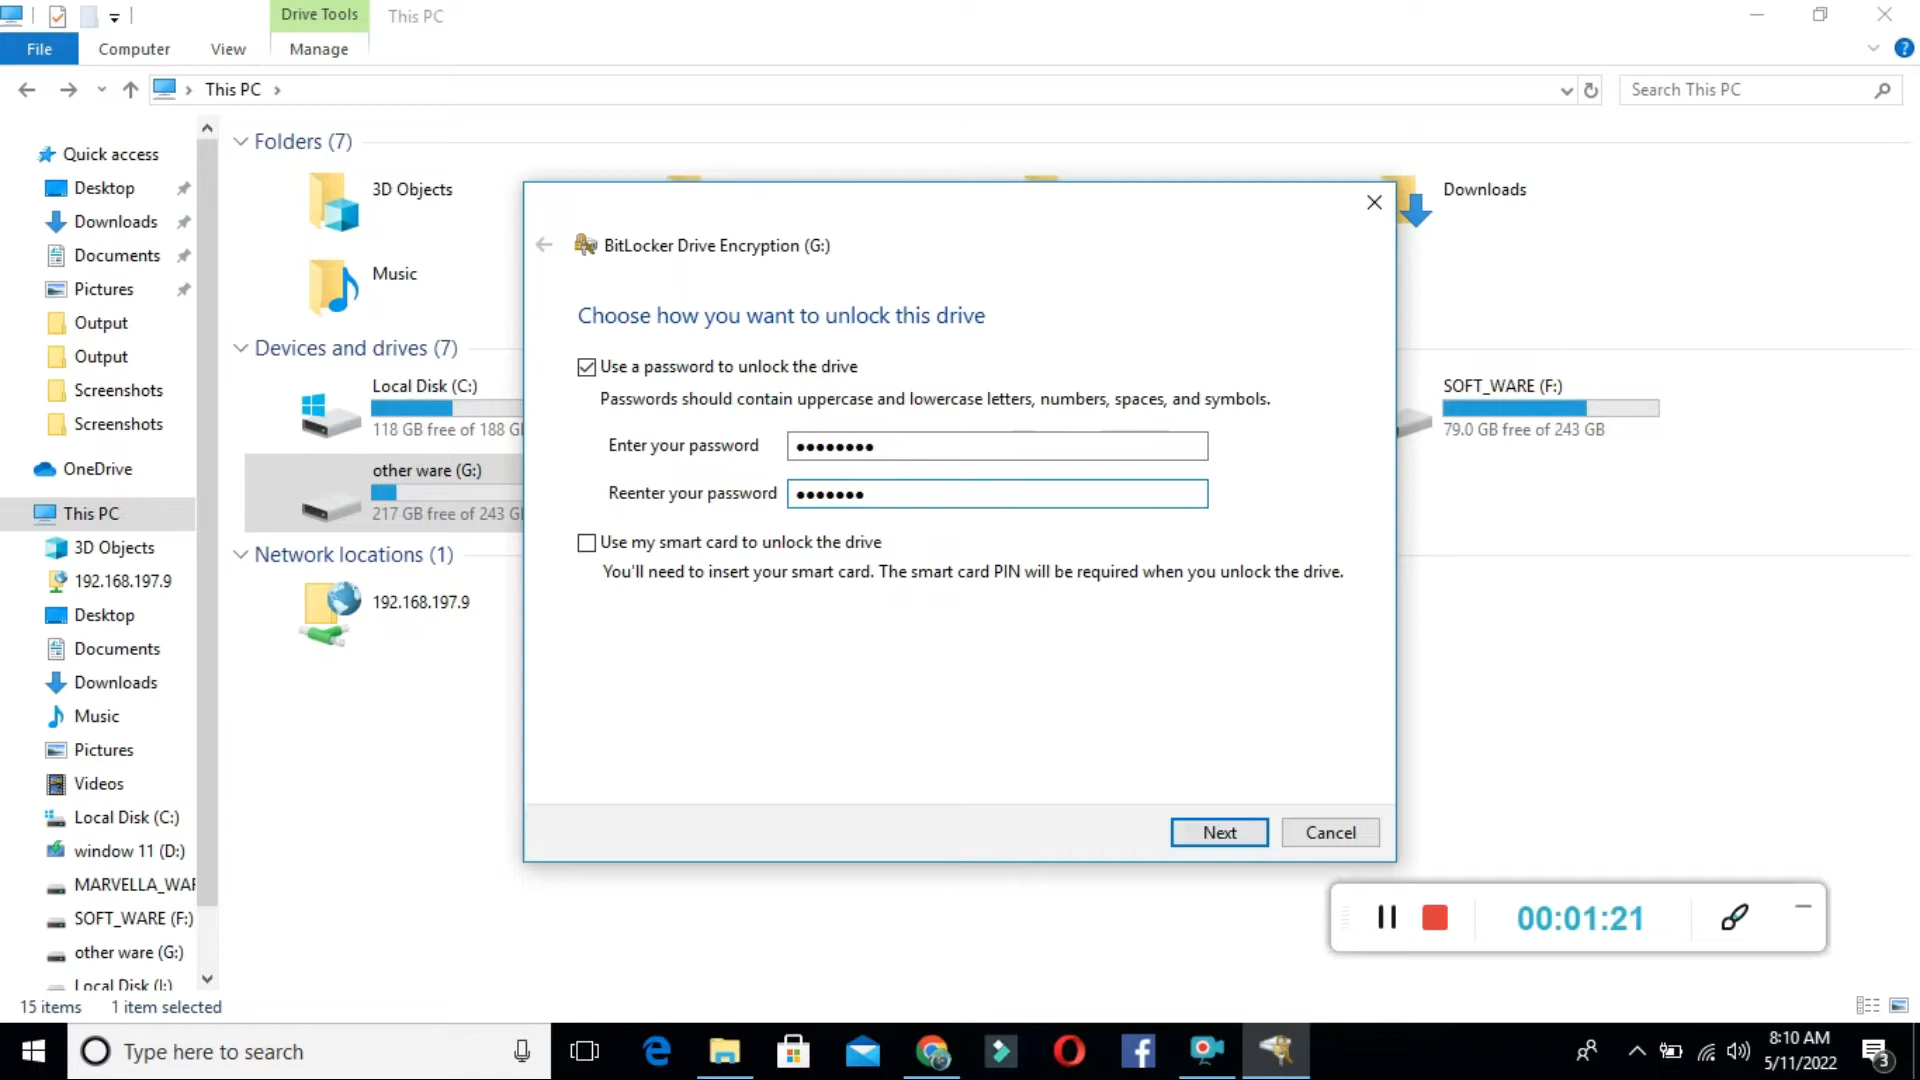 Drive Tools
This PC
File
Computer
View
Manage
This PC
Search This PC
Quick access
Desktop
Downloads
Documents
Pictures
Output
Output
Screenshots
Screenshots
OneDrive
This PC
3D Objects
192.168.197.9
Desktop
Documents
Downloads
Music
Pictures
Videos
Local Disk (C:)
window 11 (D:)
MARVELLA_WAR
SOFT_WARE (F:)
other ware (G:)
Local Disk (I:)
Folders (7)
3D Objects
Downloads
Music
Devices and drives (7)
Local Disk (C:)
118 GB free of 188 G
SOFT_WARE (F:)
79.0 GB free of 243 GB
other ware (G:)
217 GB free of 243 G
Network locations (1)
192.168.197.9
BitLocker Drive Encryption (G:)
Choose how you want to unlock this drive
Use a password to unlock the drive
Passwords should contain uppercase and lowercase letters, numbers, spaces, and symbols.
Enter your password
Reenter your password
Use my smart card to unlock the drive
You'll need to insert your smart card. The smart card PIN will be required when you unlock the drive.
Next
Cancel
00:01:21
15 items
1 item selected
Type here to search
8:10 AM
5/11/2022
3